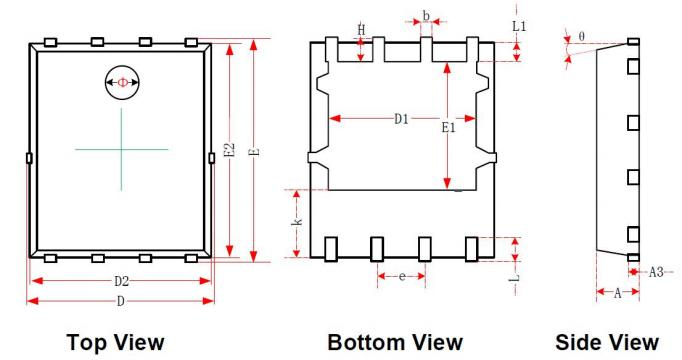 Φ
E2
E
D2
D
Top View
H
b
L1
D1
E1
k
e
L
Bottom View
θ
A3
A
Side View